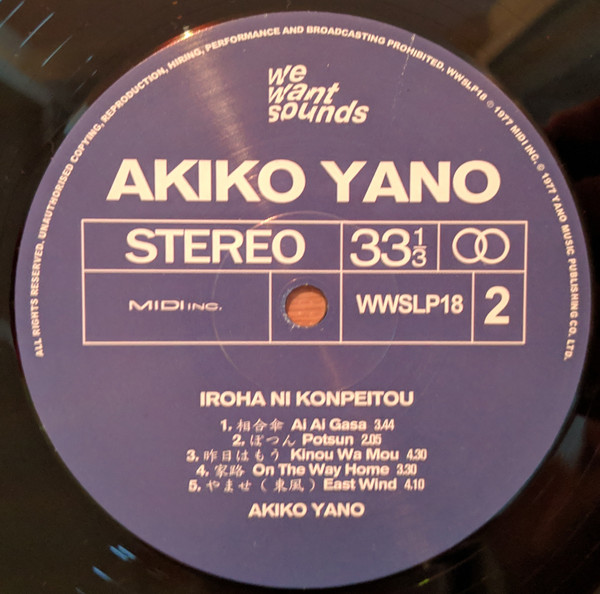 ALL RIGHTS RESERVED. UNAUTHORISED COPYING, REPRODUCTION, HIRING, PERFORMANCE AND BROADCASTING PROHIBITED. WWSLP18 ℗ 1977 MIDI INC. © 1977 YANO MUSIC PUBLISHING CO., LTD.
we
want
sounds
AKIKO YANO
STEREO 33 1/3
MIDI INC. WWSLP18 2
IROHA NI KONPEITOU
1. 相合傘 Ai Ai Gasa 3.44
2. ぽつん Potsun 2.05
3. 昨日はもう Kinou Wa Mou 4.30
4. 家路 On The Way Home 3.30
5. やませ（東風）East Wind 4.10
AKIKO YANO